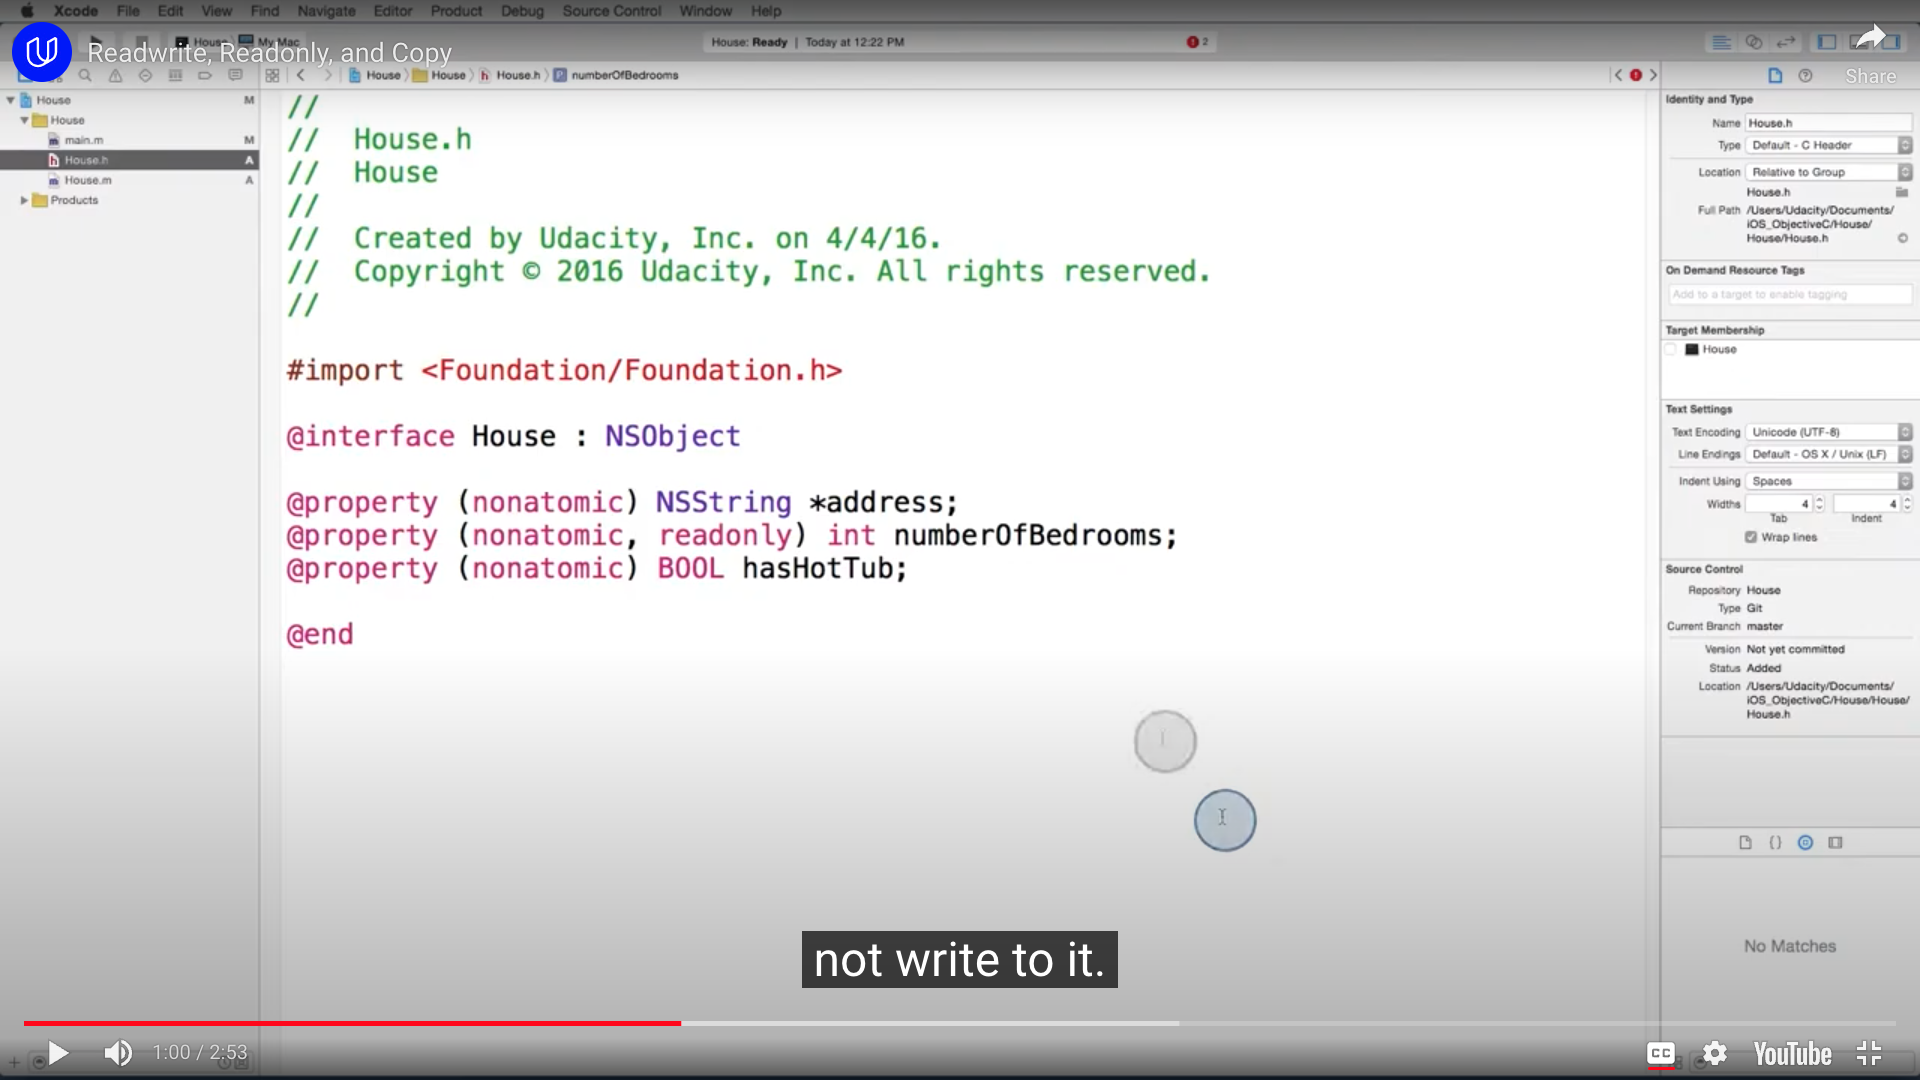 Xcode File Edit View Find Navigate Editor Product Debug Source Control Window Help
Readwrite, Readonly, and Copy
House My Mac
House: Ready | Today at 12:22 PM
2
Share
House House House.h numberOfBedrooms
House M
House
main.m M
House.h A
House.m A
Products
//
// House.h
// House
//
// Created by Udacity, Inc. on 4/4/16.
// Copyright © 2016 Udacity, Inc. All rights reserved.
//
#import <Foundation/Foundation.h>
@interface House : NSObject
@property (nonatomic) NSString *address;
@property (nonatomic, readonly) int numberOfBedrooms;
@property (nonatomic) BOOL hasHotTub;
@end
Identity and Type
Name House.h
Type Default - C Header
Location Relative to Group
House.h
Full Path /Users/Udacity/Documents/
iOS_ObjectiveC/House/
House/House.h
On Demand Resource Tags
Add to a target to enable tagging
Target Membership
House
Text Settings
Text Encoding Unicode (UTF-8)
Line Endings Default - OS X / Unix (LF)
Indent Using Spaces
Widths 4 4
Tab Indent
Wrap lines
Source Control
Repository House
Type Git
Current Branch master
Version Not yet committed
Status Added
Location /Users/Udacity/Documents/
iOS_ObjectiveC/House/House/
House.h
No Matches
not write to it.
1:00 / 2:53
CC
YouTube